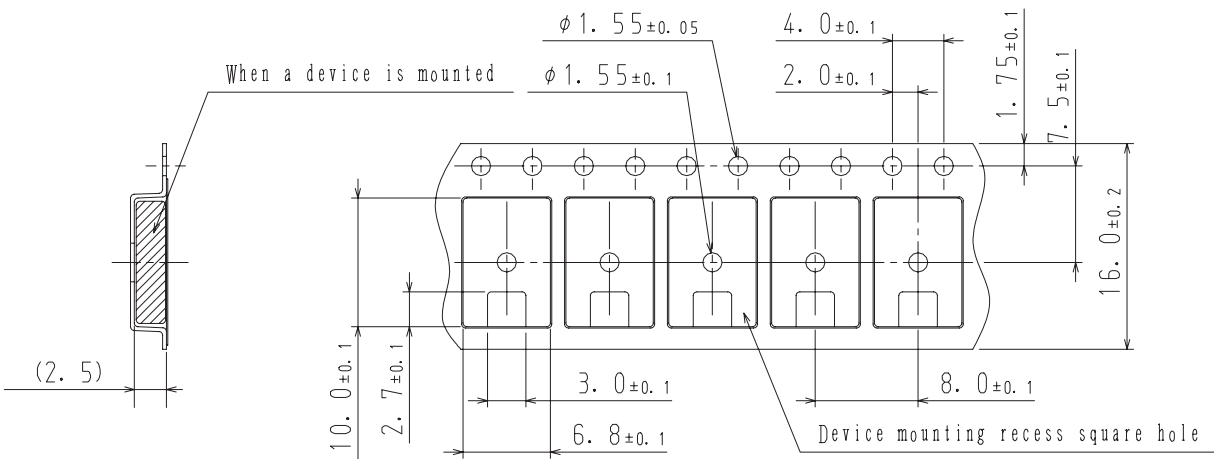 ϕ1.55±0.05
4.0±0.1
When a device is mounted
ϕ1.55±0.1
2.0±0.1
1.75±0.1
7.5±0.1
16.0±0.2
(2.5)
10.0±0.1
2.7±0.1
3.0±0.1
8.0±0.1
6.8±0.1
Device mounting recess square hole